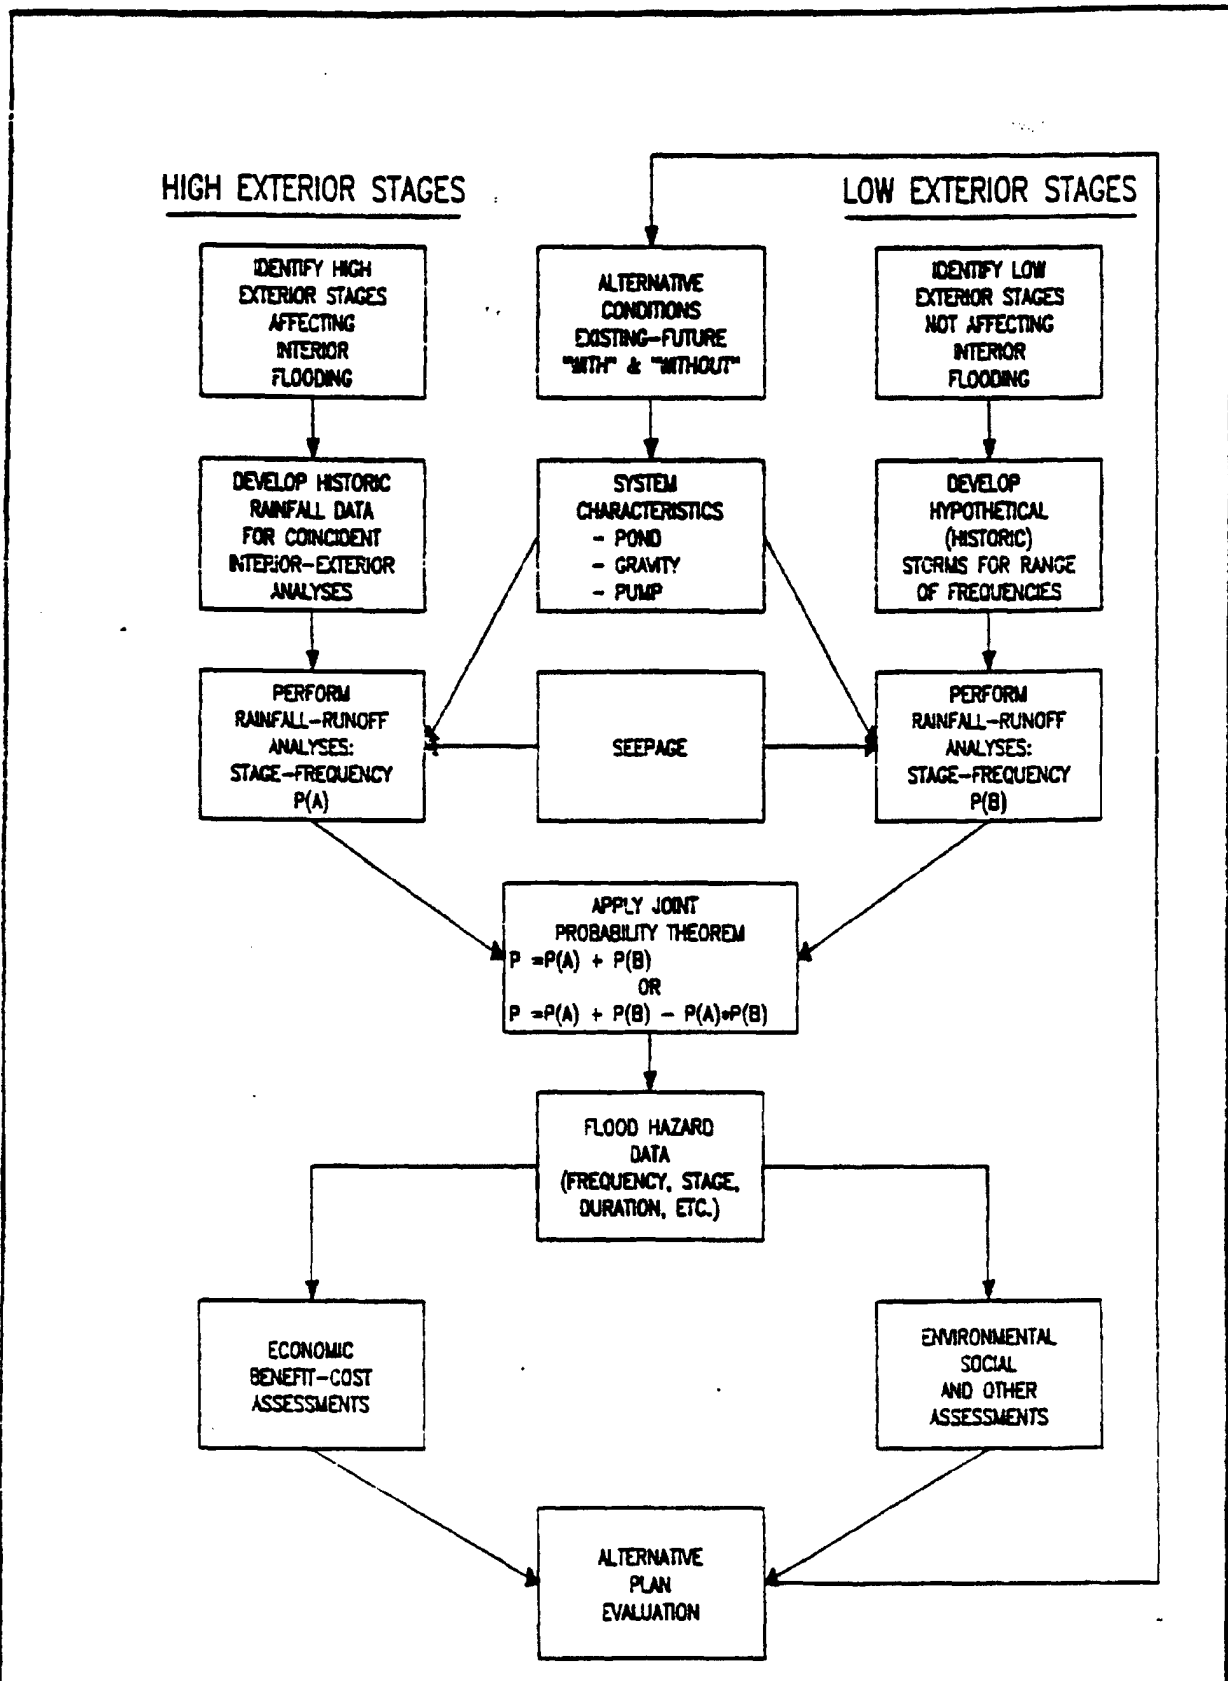 HIGH EXTERIOR STAGES
LOW EXTERIOR STAGES
IDENTIFY HIGH
EXTERIOR STAGES
AFFECTING
INTERIOR
FLOODING
ALTERNATIVE
CONDITIONS
EXISTING-FUTURE
"WITH" & "WITHOUT"
IDENTIFY LOW
EXTERIOR STAGES
NOT AFFECTING
INTERIOR
FLOODING
DEVELOP HISTORIC
RAINFALL DATA
FOR COINCIDENT
INTERIOR-EXTERIOR
ANALYSES
SYSTEM
CHARACTERISTICS
- POND
- GRAVITY
- PUMP
DEVELOP
HYPOTHETICAL
(HISTORIC)
STORMS FOR RANGE
OF FREQUENCIES
PERFORM
RAINFALL-RUNOFF
ANALYSES:
STAGE-FREQUENCY
P(A)
SEEPAGE
PERFORM
RAINFALL-RUNOFF
ANALYSES:
STAGE-FREQUENCY
P(B)
APPLY JOINT
PROBABILITY THEOREM
P =P(A) + P(B)
OR
P =P(A) + P(B) - P(A)*P(B)
FLOOD HAZARD
DATA
(FREQUENCY, STAGE,
DURATION, ETC.)
ECONOMIC
BENEFIT-COST
ASSESSMENTS
ENVIRONMENTAL
SOCIAL
AND OTHER
ASSESSMENTS
ALTERNATIVE
PLAN
EVALUATION